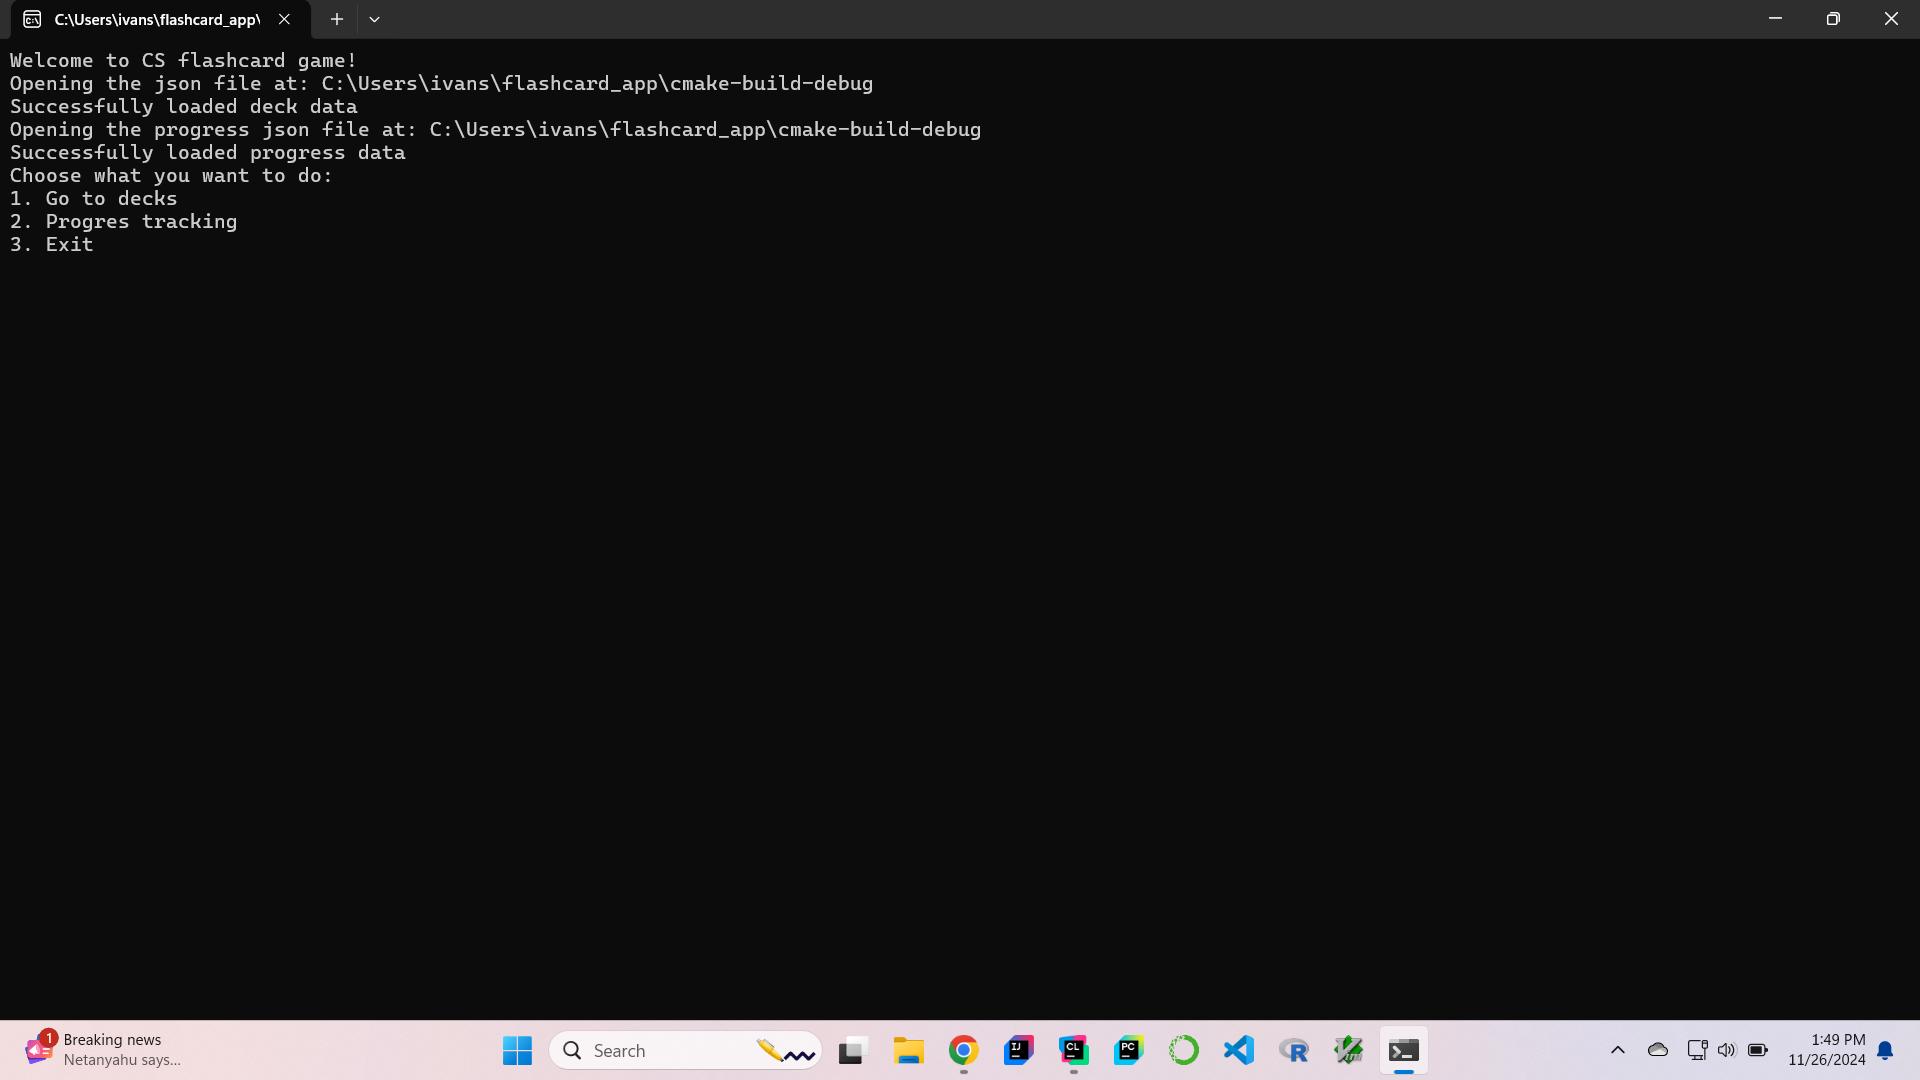 C:\Users\ivans\flashcard_app\
Welcome to CS flashcard game!
Opening the json file at: C:\Users\ivans\flashcard_app\cmake-build-debug
Successfully loaded deck data
Opening the progress json file at: C:\Users\ivans\flashcard_app\cmake-build-debug
Successfully loaded progress data
Choose what you want to do:
1. Go to decks
2. Progres tracking
3. Exit
1
Breaking news
Netanyahu says...
Search
IJ
CL
PC
R
Vim
1:49 PM
11/26/2024